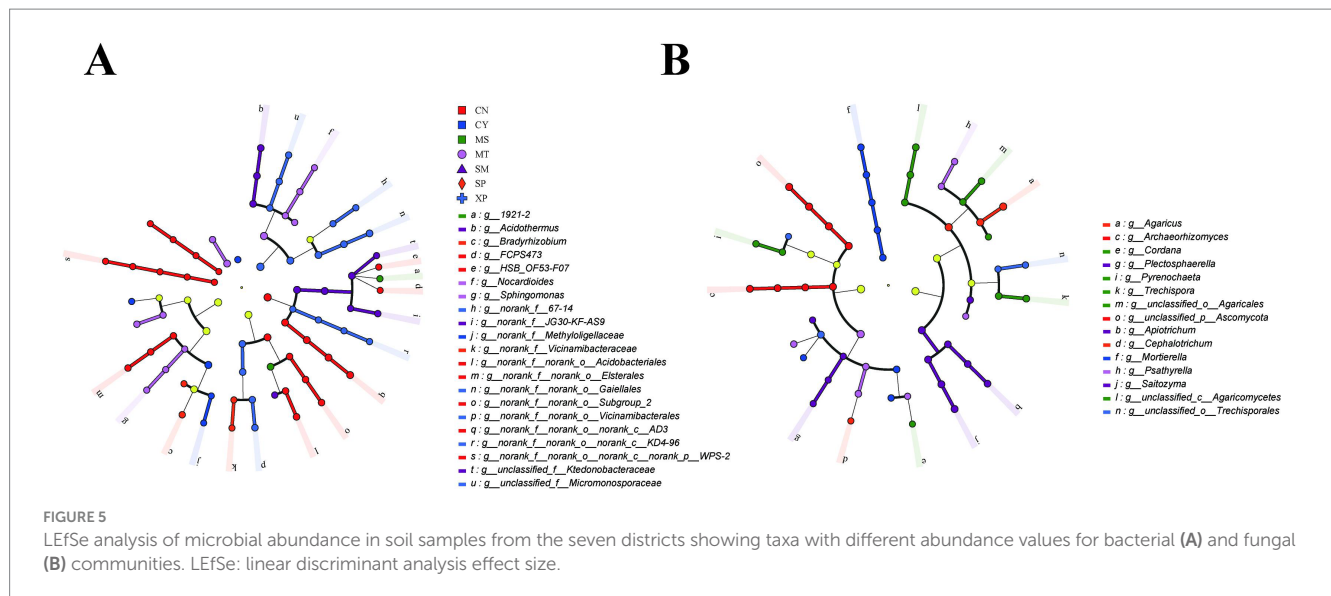 A
B
b
u
f
h
n
t
e
a
d
i
r
q
o
l
p
k
j
c
g
m
s
CN
CY
MS
MT
SM
SP
XP
a : g__1921-2
b : g__Acidothermus
c : g__Bradyrhizobium
d : g__FCPS473
e : g__HSB_OF53-F07
f : g__Nocardioides
g : g__Sphingomonas
h : g__norank_f__67-14
i : g__norank_f__JG30-KF-AS9
j : g__norank_f__Methyloligellaceae
k : g__norank_f__Vicinamibacteraceae
l : g__norank_f__norank_o__Acidobacteriales
m : g__norank_f__norank_o__Elsterales
n : g__norank_f__norank_o__Gaiellales
o : g__norank_f__norank_o__Subgroup_2
p : g__norank_f__norank_o__Vicinamibacterales
q : g__norank_f__norank_o__norank_c__AD3
r : g__norank_f__norank_o__norank_c__KD4-96
s : g__norank_f__norank_o__norank_c__norank_p__WPS-2
t : g__unclassified_f__Ktedonobacteraceae
u : g__unclassified_f__Micromonosporaceae
f
l
h
m
a
n
k
b
j
e
d
g
c
i
o
a : g__Agaricus
c : g__Archaeorhizomyces
e : g__Cordana
g : g__Plectosphaerella
i : g__Pyrenochaeta
k : g__Trechispora
n : g__unclassified_o__Agaricales
o : g__unclassified_p__Ascomycota
b : g__Apiotrichum
d : g__Cephalotrichum
f : g__Mortierella
h : g__Psathyrella
j : g__Saitozyma
l : g__unclassified_c__Agaricomycetes
n : g__unclassified_o__Trechisporales
FIGURE 5
LEfSe analysis of microbial abundance in soil samples from the seven districts showing taxa with different abundance values for bacterial (A) and fungal
(B) communities. LEfSe: linear discriminant analysis effect size.